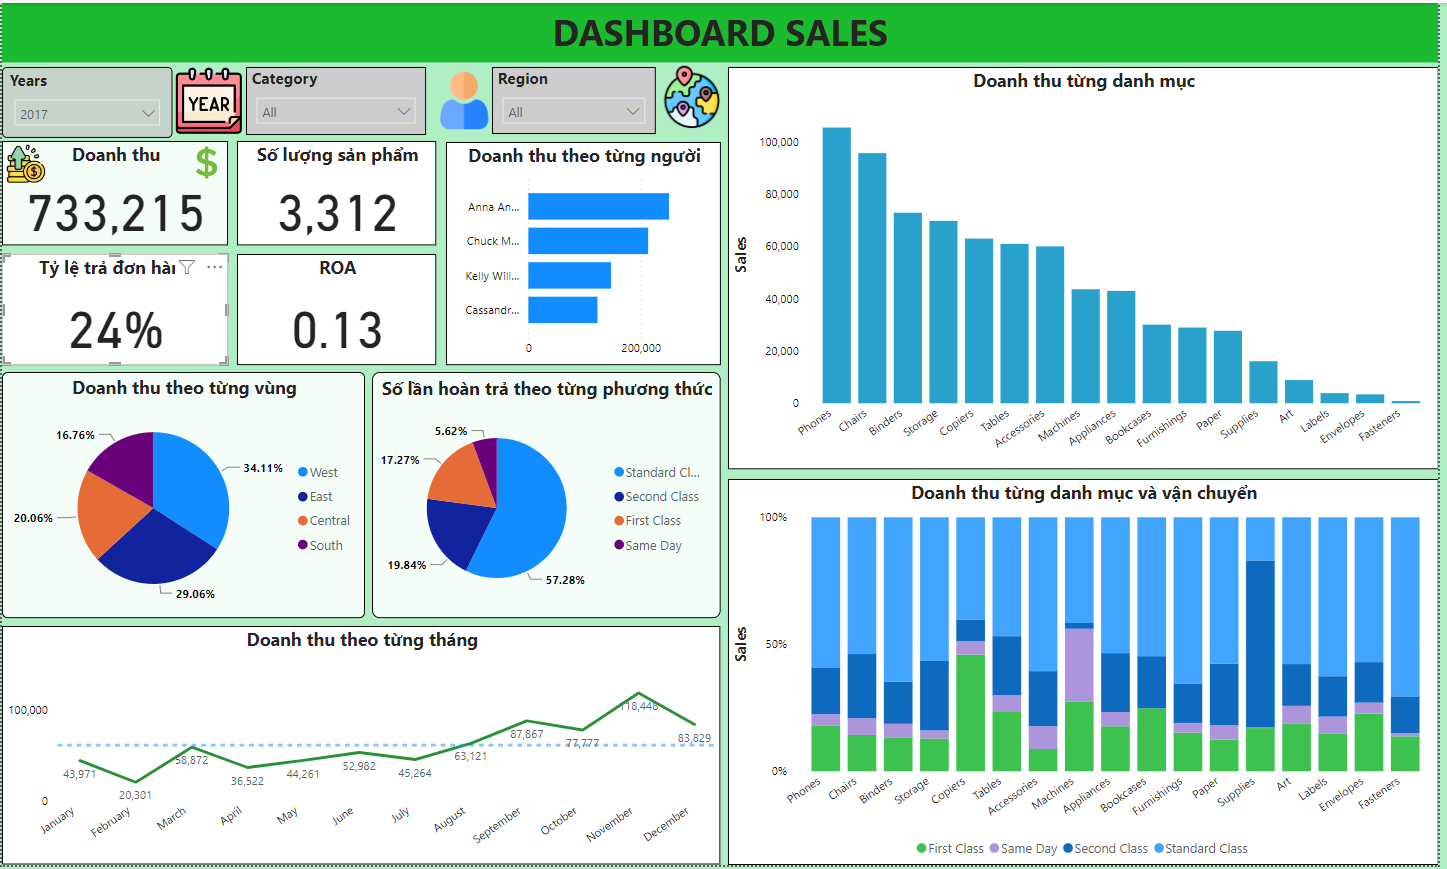 DASHBOARD SALES
Years
2017
YEAR
Category
All
Region
All
Doanh thu
$
733,215
Số lượng sản phẩm
3,312
Tỷ lệ trả đơn hàr
24%
ROA
0.13
Doanh thu theo từng người
Anna An...
Chuck M...
Kelly Will...
Cassandr...
0
200,000
Doanh thu từng danh mục
Sales
100,000
80,000
60,000
40,000
20,000
0
Phones
Chairs
Binders
Storage
Copiers
Tables
Accessories
Machines
Appliances
Bookcases
Furnishings
Paper
Supplies
Art
Labels
Envelopes
Fasteners
Doanh thu theo từng vùng
16.76%
34.11%
20.06%
29.06%
West
East
Central
South
Số lần hoàn trả theo từng phương thức
5.62%
17.27%
19.84%
57.28%
Standard Cl...
Second Class
First Class
Same Day
Doanh thu theo từng tháng
100,000
0
43,971
20,301
58,872
36,522
44,261
52,982
45,264
63,121
87,867
77,777
118,448
83,829
January
February
March
April
May
June
July
August
September
October
November
December
Doanh thu từng danh mục và vận chuyển
Sales
100%
50%
0%
Phones
Chairs
Binders
Storage
Copiers
Tables
Accessories
Machines
Appliances
Bookcases
Furnishings
Paper
Supplies
Art
Labels
Envelopes
Fasteners
First Class
Same Day
Second Class
Standard Class